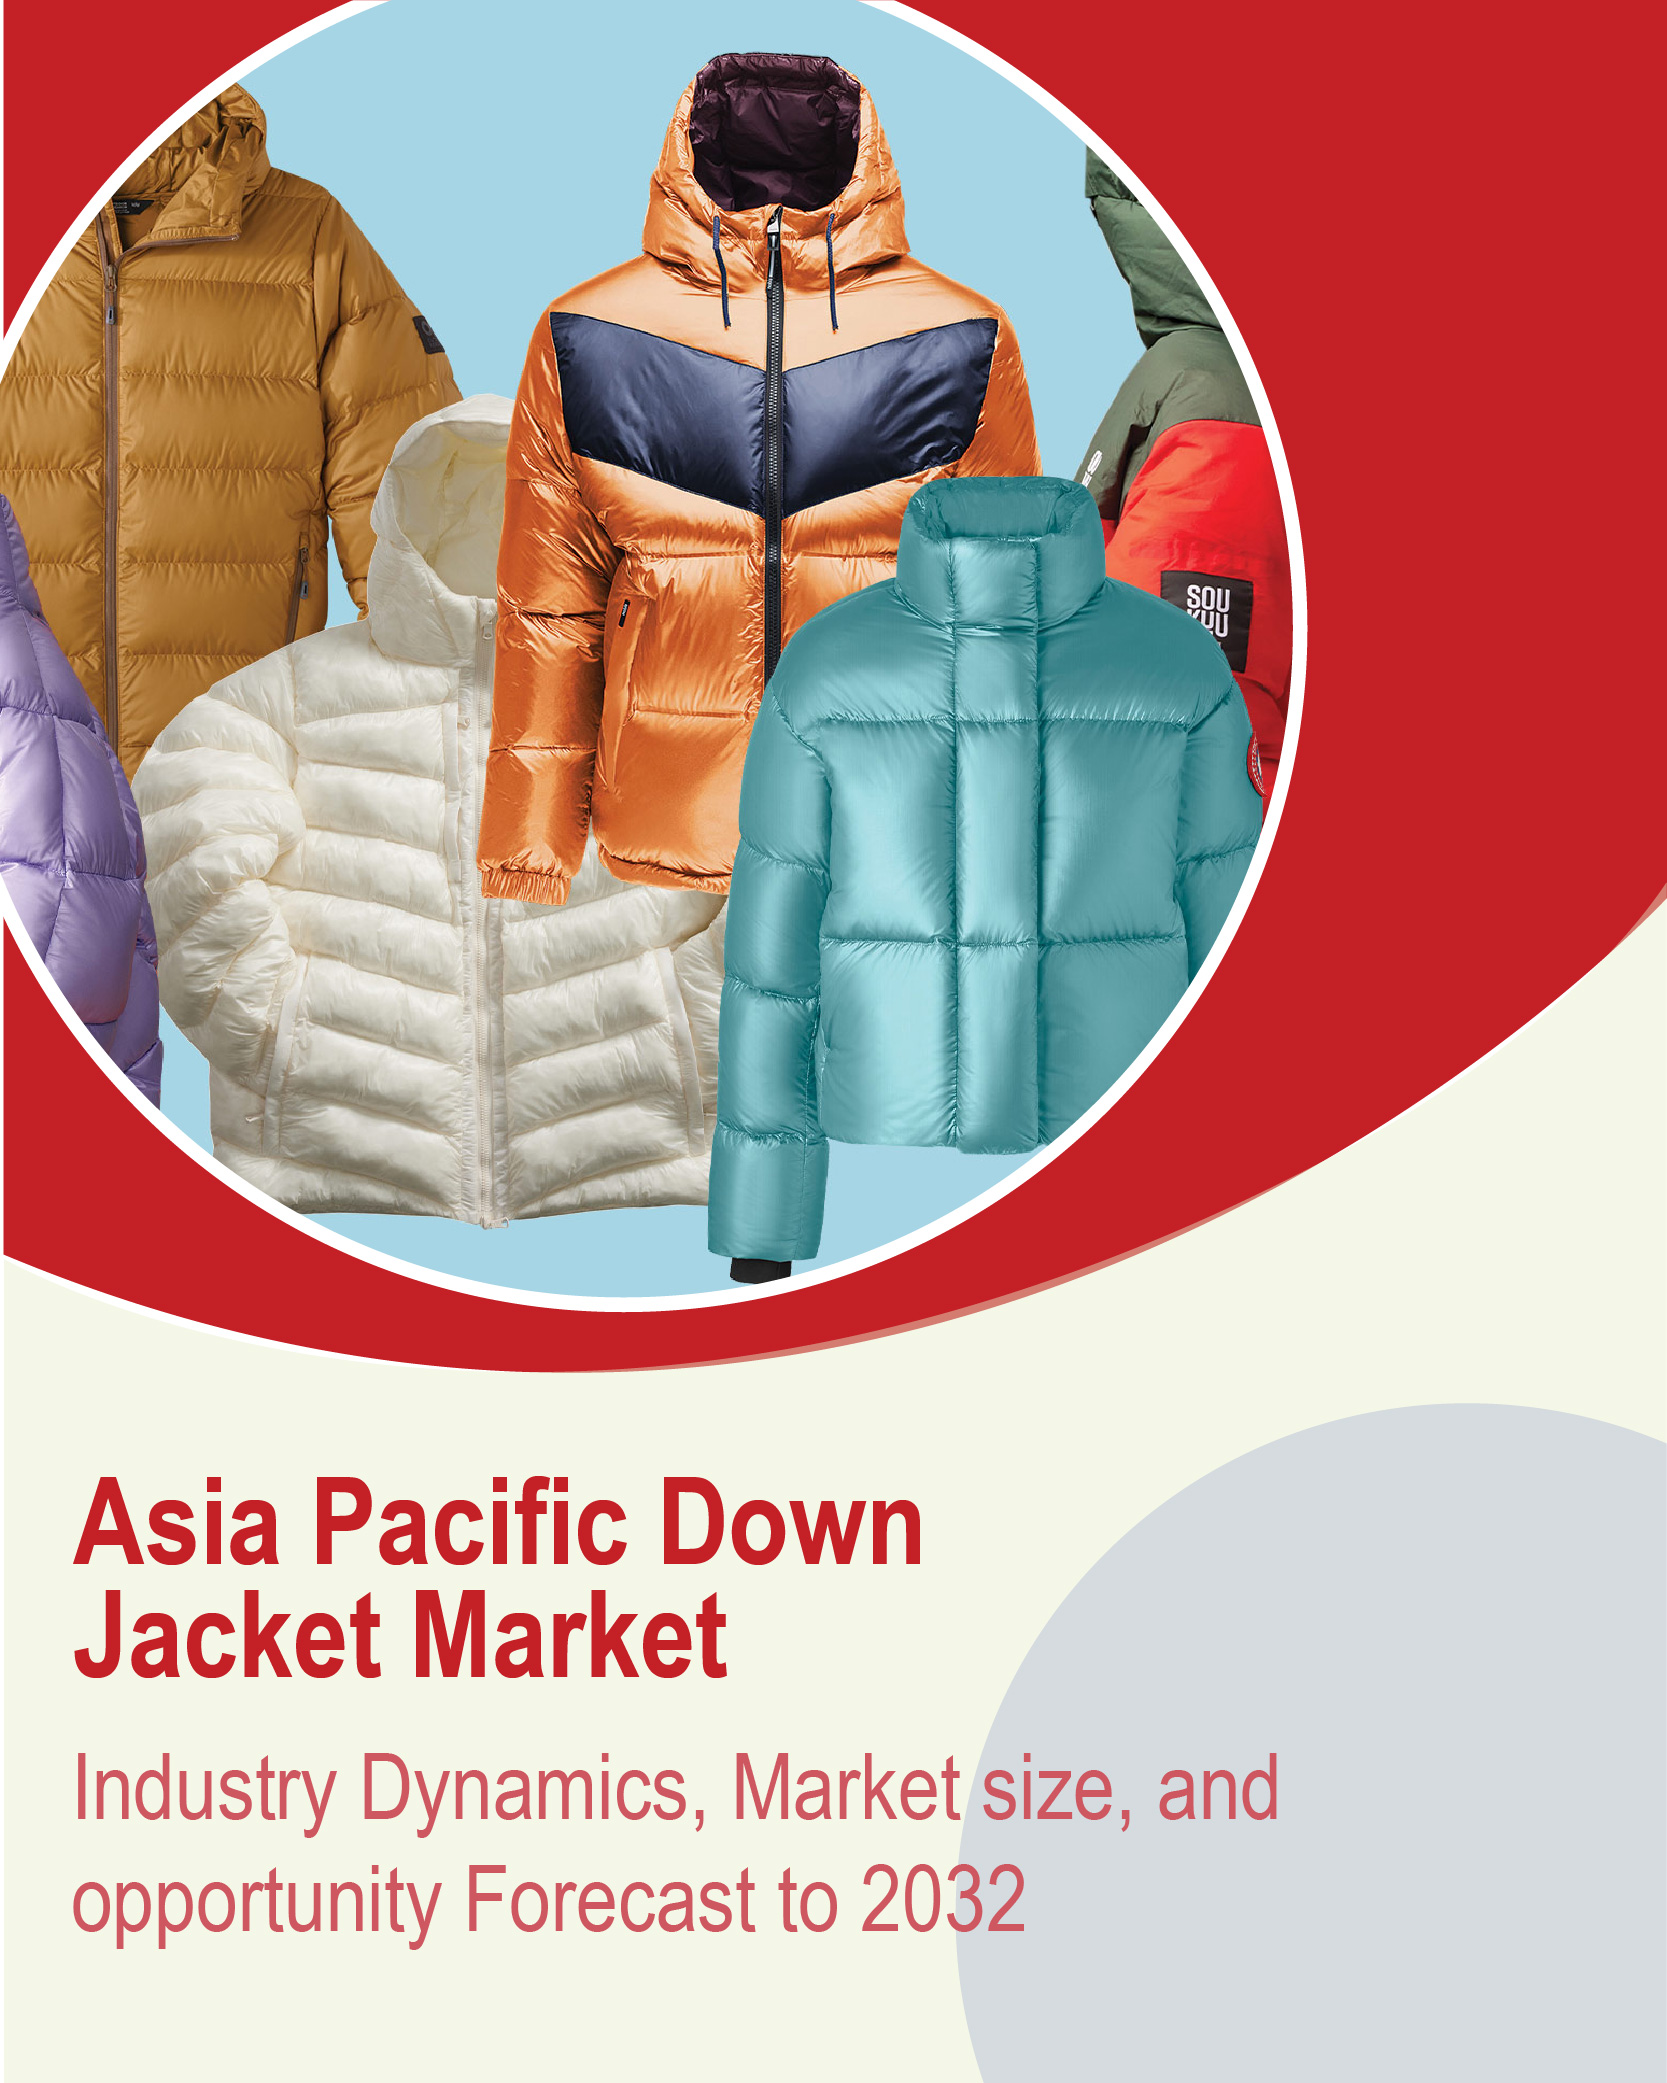 SOU
KUU
Asia Pacific Down
Jacket Market
Industry Dynamics, Market size, and
opportunity Forecast to 2032